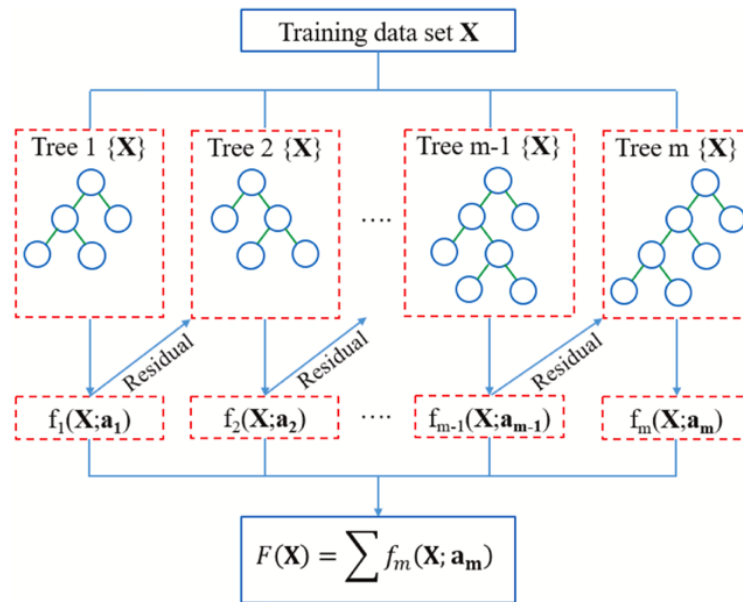 Training data set X
Tree 1 {X}
Tree 2 {X}
....
Tree m-1 {X}
Tree m {X}
Residual
Residual
Residual
f₁(X;a₁)
f₂(X;a₂)
....
fₘ₋₁(X;aₘ₋₁)
fₘ(X;aₘ)
F(X) = ∑ fₘ(X; aₘ)